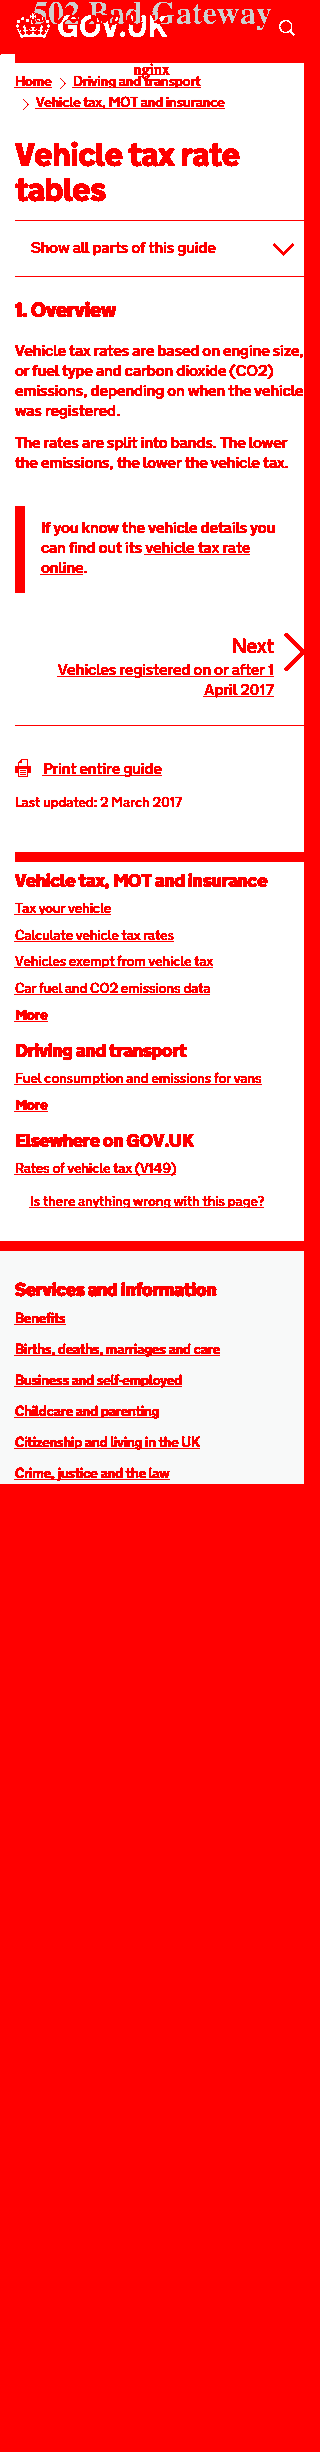 502 Bad Gateway
GOV.UK
nginx
Home > Driving and transport
> Vehicle tax, MOT and insurance
Vehicle tax rate
tables
Show all parts of this guide
1. Overview
Vehicle tax rates are based on engine size,
or fuel type and carbon dioxide (CO2)
emissions, depending on when the vehicle
was registered.
The rates are split into bands. The lower
the emissions, the lower the vehicle tax.
If you know the vehicle details you
can find out its vehicle tax rate
online.
Next
Vehicles registered on or after 1
April 2017
Print entire guide
Last updated: 2 March 2017
Vehicle tax, MOT and insurance
Tax your vehicle
Calculate vehicle tax rates
Vehicles exempt from vehicle tax
Car fuel and CO2 emissions data
More
Driving and transport
Fuel consumption and emissions for vans
More
Elsewhere on GOV.UK
Rates of vehicle tax (V149)
Is there anything wrong with this page?
Services and information
Benefits
Births, deaths, marriages and care
Business and self-employed
Childcare and parenting
Citizenship and living in the UK
Crime, justice and the law